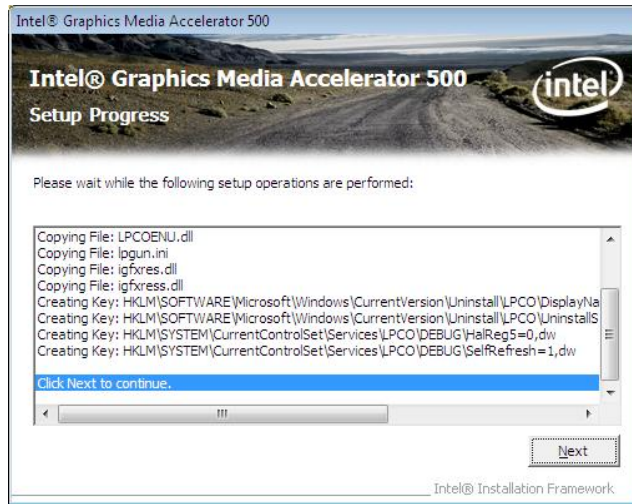 Intel® Graphics Media Accelerator 500
Intel® Graphics Media Accelerator 500
intel
Setup Progress
Please wait while the following setup operations are performed:
Copying File: LPCOENU.dll
Copying File: lpgun.ini
Copying File: igfxres.dll
Copying File: igfxress.dll
Creating Key: HKLM\SOFTWARE\Microsoft\Windows\CurrentVersion\Uninstall\LPCO\DisplayNa
Creating Key: HKLM\SOFTWARE\Microsoft\Windows\CurrentVersion\Uninstall\LPCO\UninstallS
Creating Key: HKLM\SYSTEM\CurrentControlSet\Services\LPCO\DEBUG\HalReg5=0,dw
Creating Key: HKLM\SYSTEM\CurrentControlSet\Services\LPCO\DEBUG\SelfRefresh=1,dw
Click Next to continue.
Next
Intel® Installation Framework